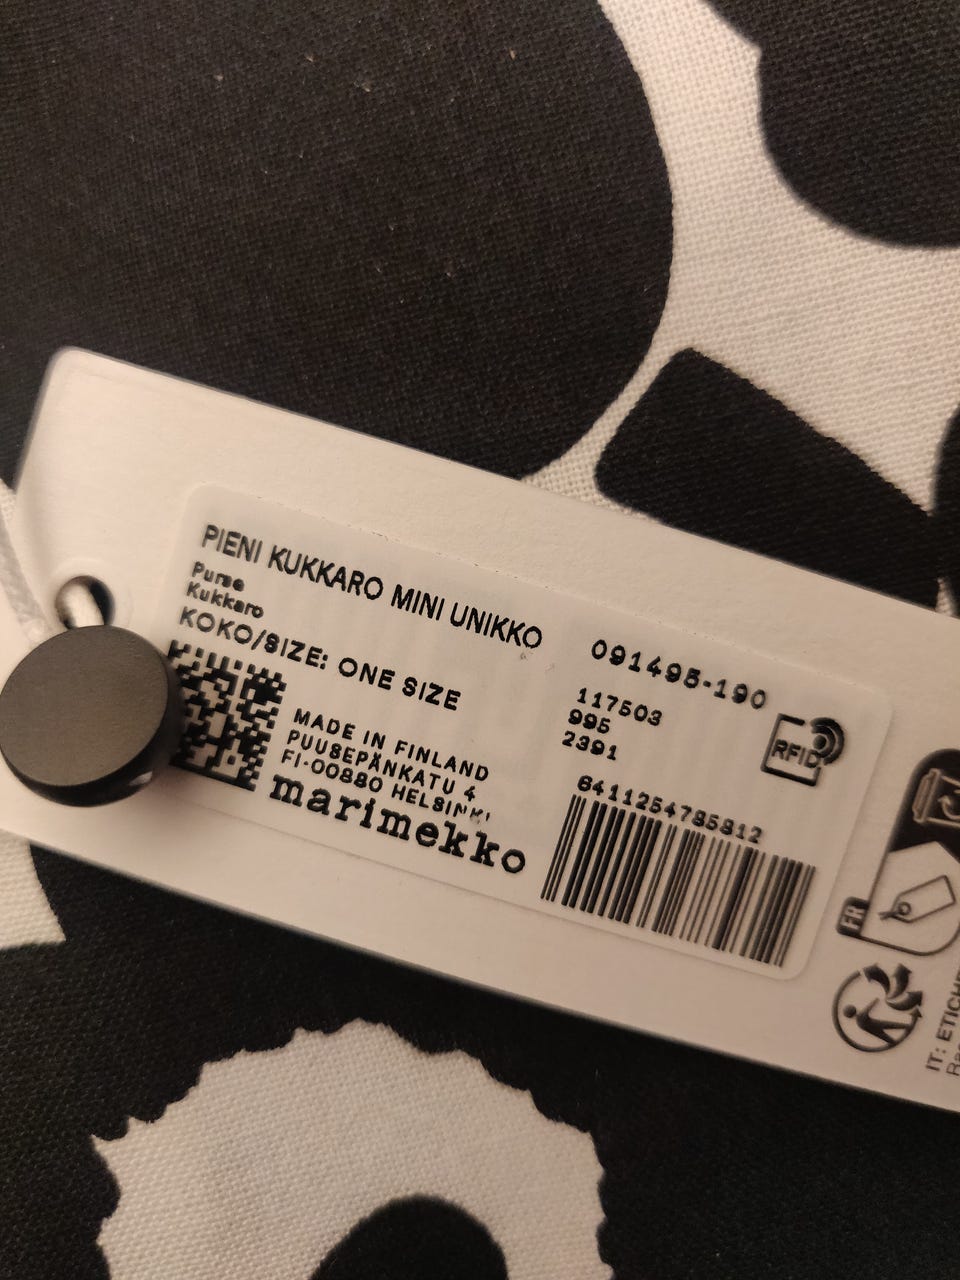 PIENI KUKKARO MINI UNIKKO
Purse
Kukkaro
KOKO/SIZE: ONE SIZE
091495-190
117503
995
2391
RFID
MADE IN FINLAND
PUUSEPÄNKATU 4
FI-00880 HELSINKI
marimekko
6411254785812
FR
IT: ETICHE